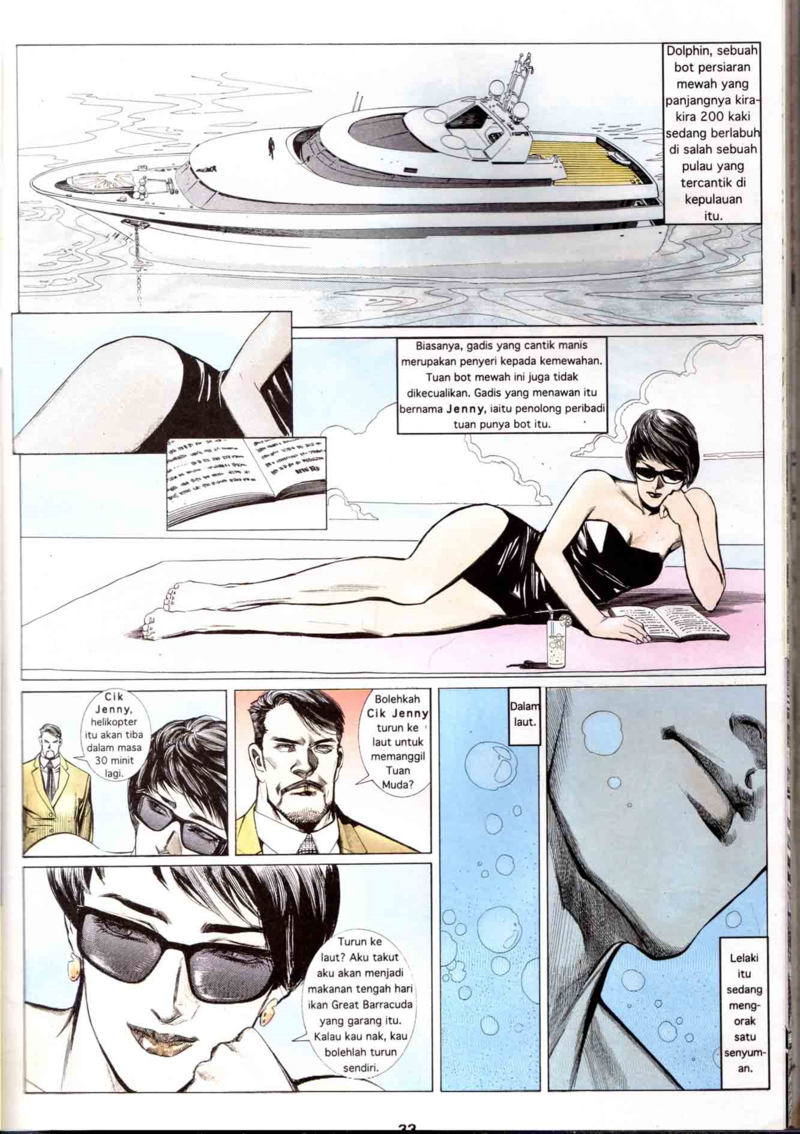 Dolphin, sebuah
bot persiaran
mewah yang
panjangnya kira-
kira 200 kaki
sedang berlabuh
di salah sebuah
pulau yang
tercantik di
kepulauan
itu.
Biasanya, gadis yang cantik manis
merupakan penyeri kepada kemewahan.
Tuan bot mewah ini juga tidak
dikecualikan. Gadis yang menawan itu
bernama Jenny, iaitu penolong peribadi
tuan punya bot itu.
Cik
Jenny,
helikopter
itu akan tiba
dalam masa
30 minit
lagi.
Bolehkah
Cik Jenny
turun ke
laut untuk
memanggil
Tuan
Muda?
Dalam
laut.
Turun ke
laut? Aku takut
aku akan menjadi
makanan tengah hari
ikan Great Barracuda
yang garang itu.
Kalau kau nak, kau
bolehlah turun
sendiri.
Lelaki
itu
sedang
meng-
orak
satu
senyum-
an.